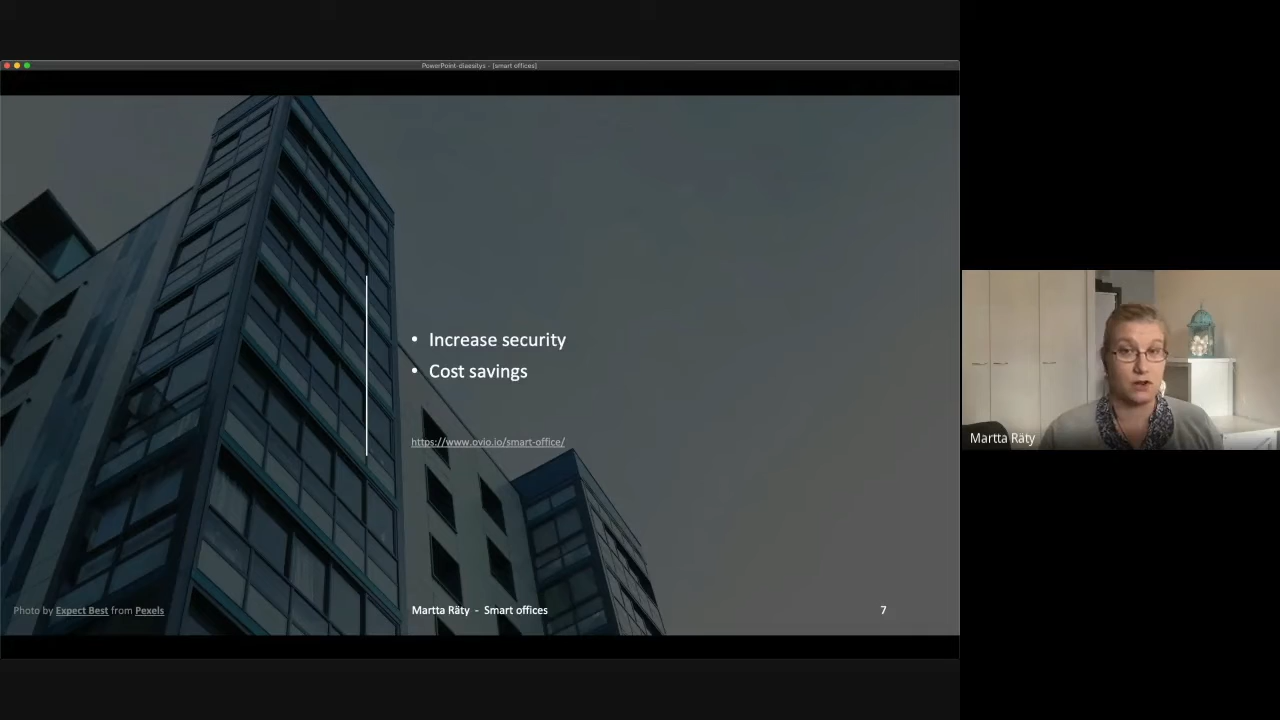 PowerPoint-diaesitys - [smart offices]
• Increase security
• Cost savings
https://www.ovio.io/smart-office/
Martta Räty
Photo by Expect Best from Pexels
Martta Räty - Smart offices
7